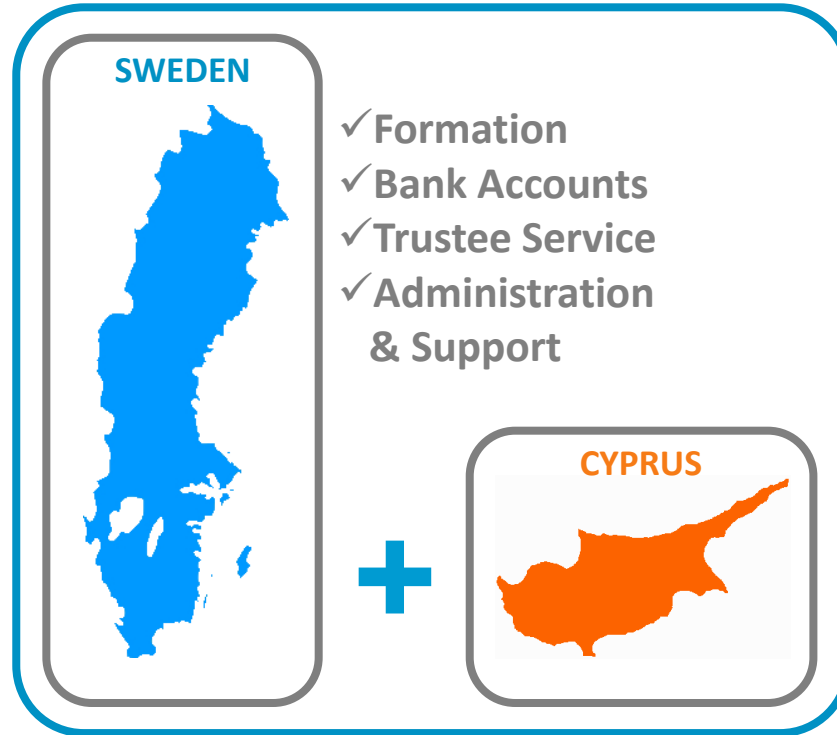 SWEDEN
✓Formation
✓Bank Accounts
✓Trustee Service
✓Administration
& Support
CYPRUS
+